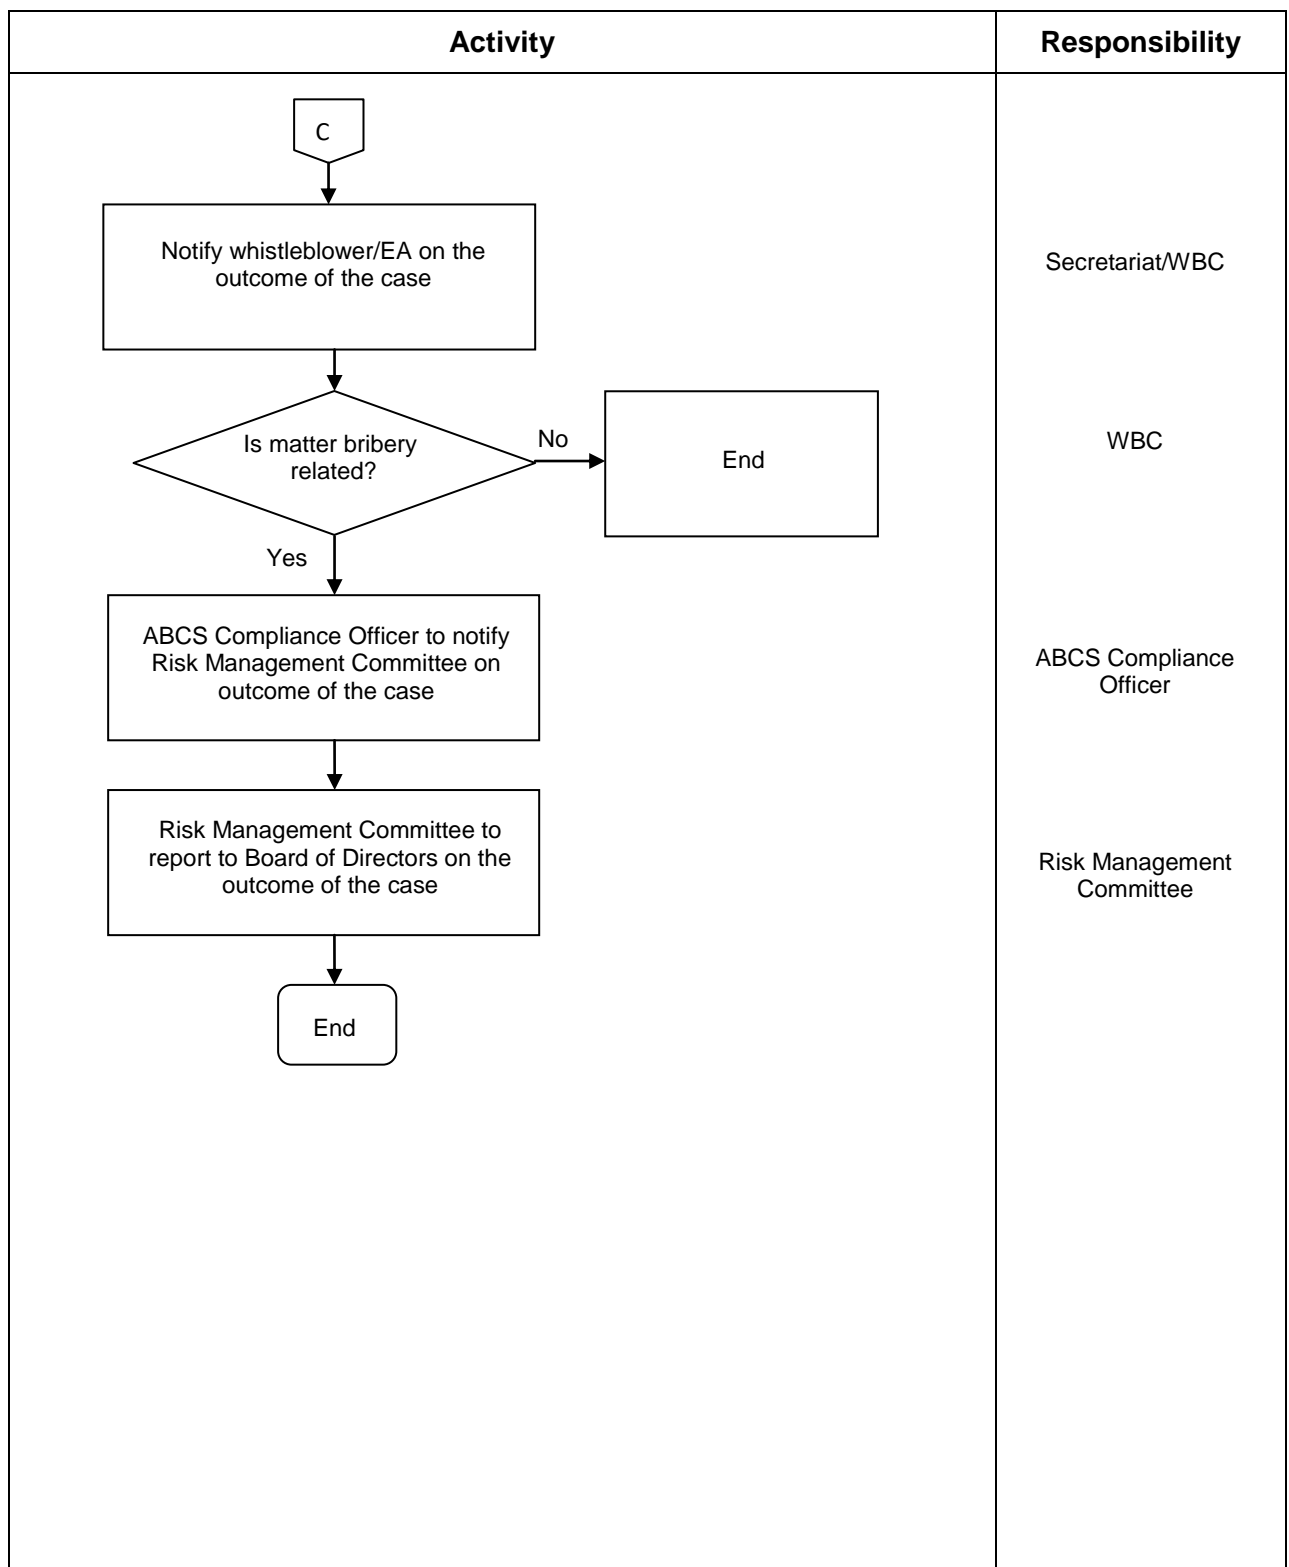 Activity
Responsibility
C
Notify whistleblower/EA on the
outcome of the case
Secretariat/WBC
Is matter bribery
related?
No
End
WBC
Yes
ABCS Compliance Officer to notify
Risk Management Committee on
outcome of the case
ABCS Compliance
Officer
Risk Management Committee to
report to Board of Directors on the
outcome of the case
Risk Management
Committee
End